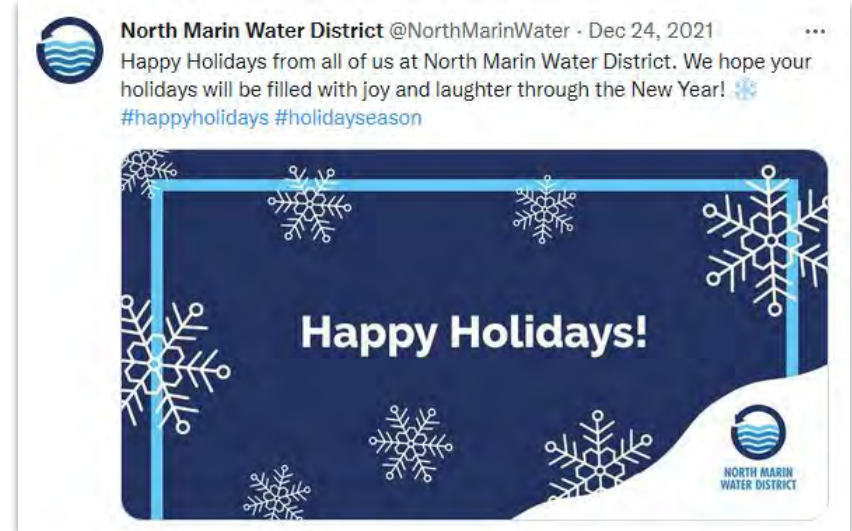 North Marin Water District @NorthMarinWater · Dec 24, 2021 ···
Happy Holidays from all of us at North Marin Water District. We hope your
holidays will be filled with joy and laughter through the New Year! ❄️
#happyholidays #holidayseason
Happy Holidays!
NORTH MARIN
WATER DISTRICT